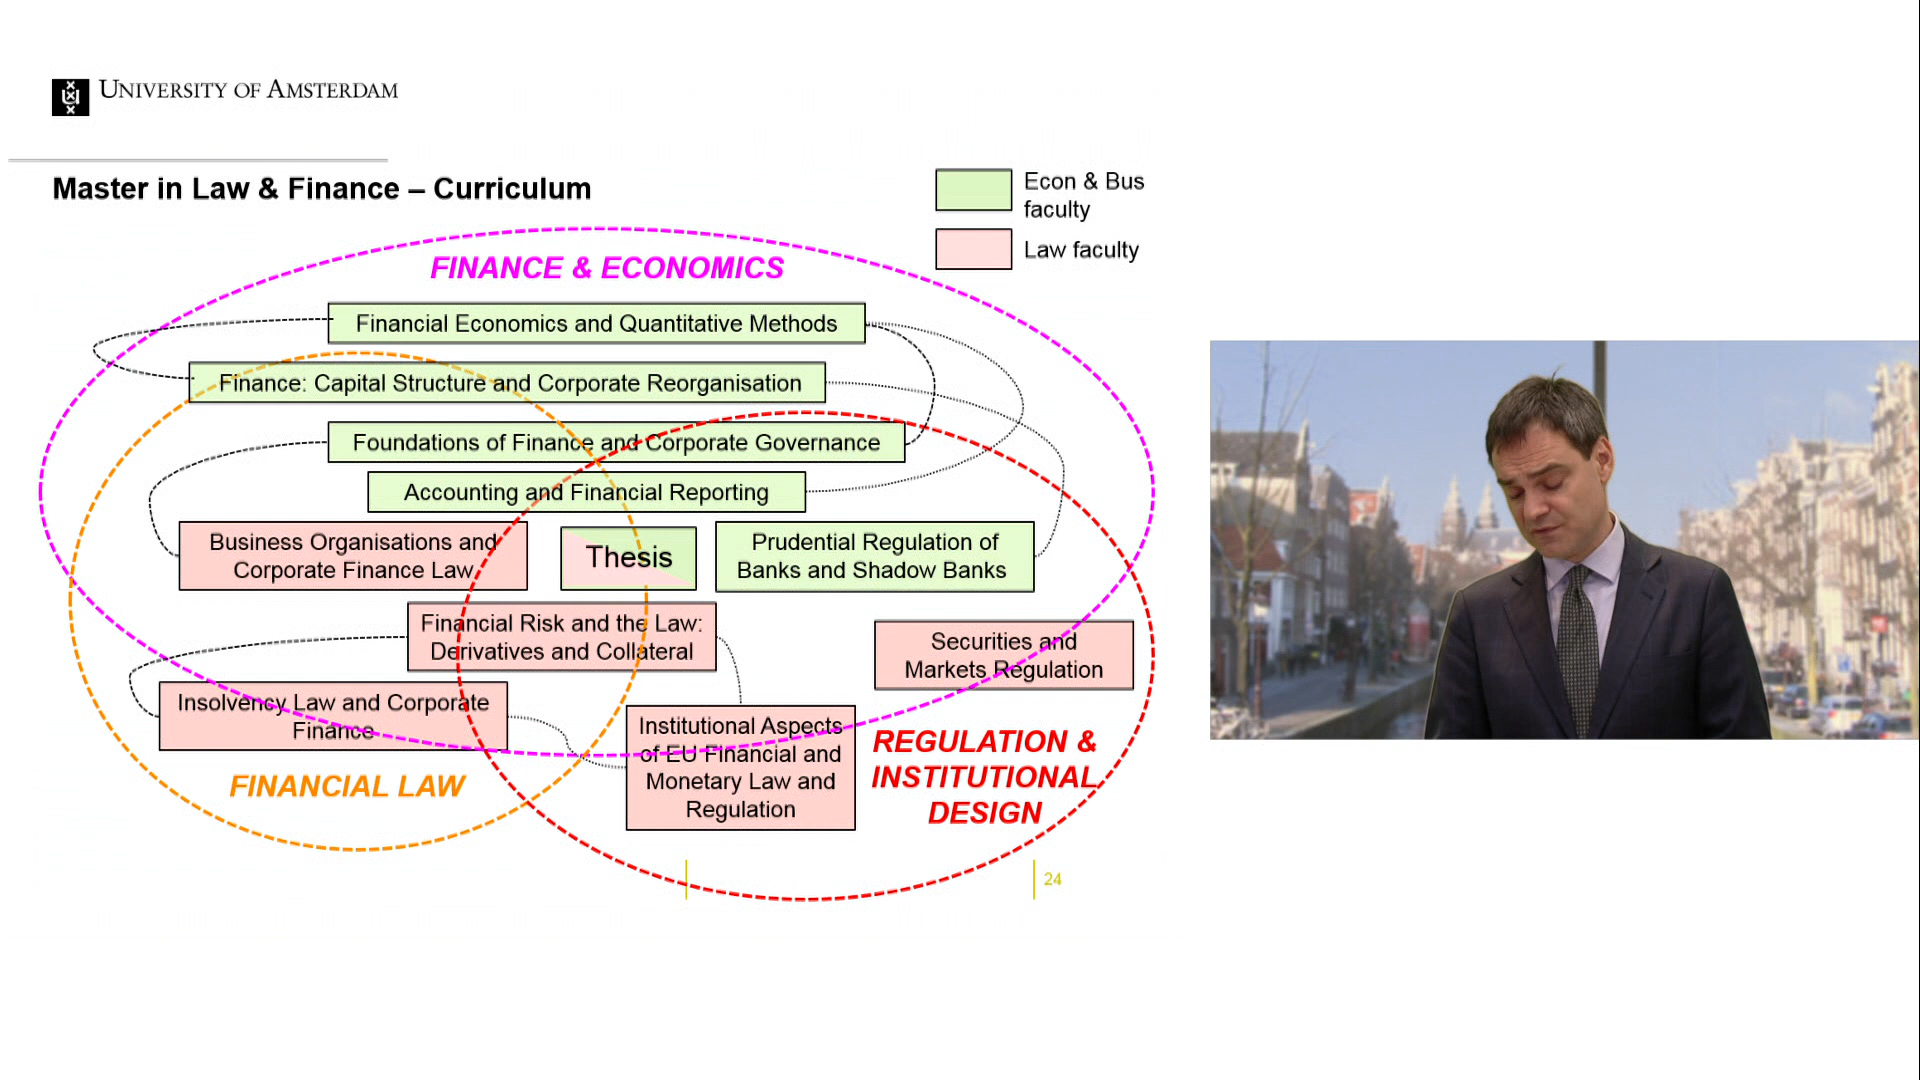 UNIVERSITY OF AMSTERDAM
Master in Law & Finance – Curriculum
Econ & Bus
faculty
Law faculty
FINANCE & ECONOMICS
Financial Economics and Quantitative Methods
Finance: Capital Structure and Corporate Reorganisation
Foundations of Finance and Corporate Governance
Accounting and Financial Reporting
Business Organisations and
Corporate Finance Law
Thesis
Prudential Regulation of
Banks and Shadow Banks
Financial Risk and the Law:
Derivatives and Collateral
Securities and
Markets Regulation
Insolvency Law and Corporate
Finance
Institutional Aspects
of EU Financial and
Monetary Law and
Regulation
FINANCIAL LAW
REGULATION &
INSTITUTIONAL
DESIGN
24